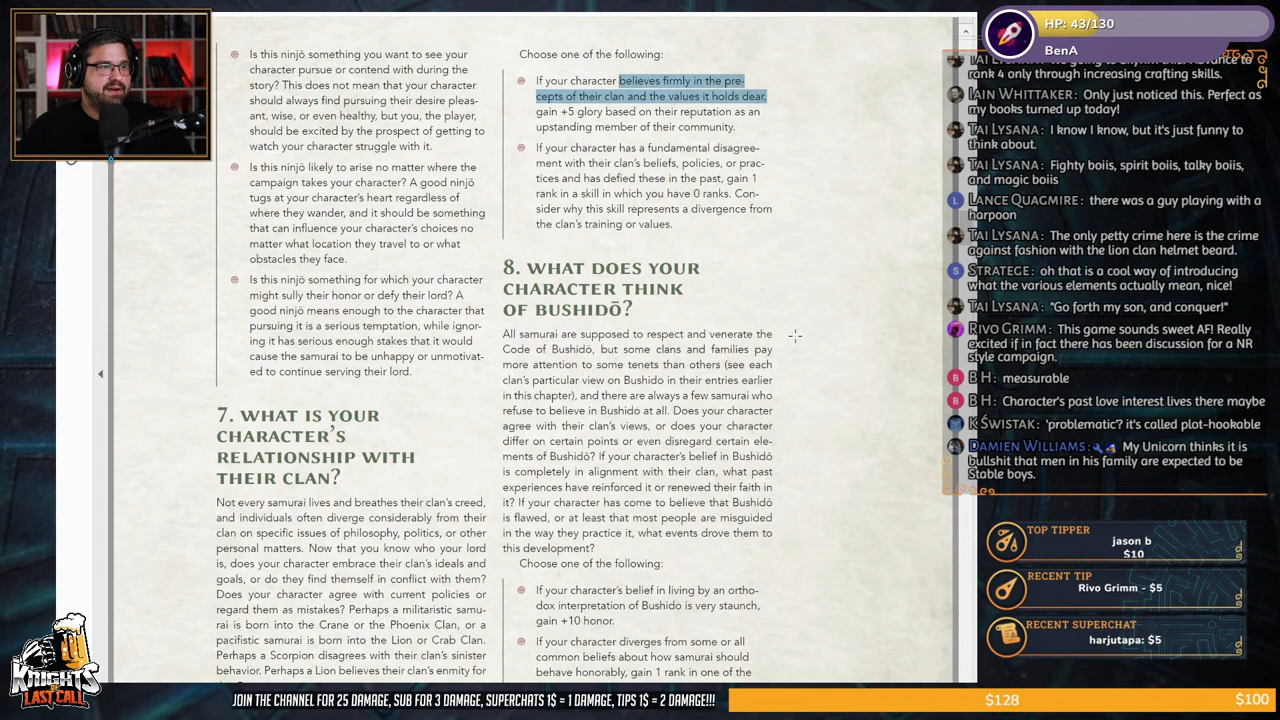 Is this ninjō something you want to see your
character pursue or contend with during the
story? This does not mean that your character
should always find pursuing their desire pleas-
ant, wise, or even healthy, but you, the player,
should be excited by the prospect of getting to
watch your character struggle with it.
Is this ninjō likely to arise no matter where the
campaign takes your character? A good ninjō
tugs at your character's heart regardless of
where they wander, and it should be something
that can influence your character's choices no
matter what location they travel to or what
obstacles they face.
Is this ninjō something for which your character
might sully their honor or defy their lord? A
good ninjō means enough to the character that
pursuing it is a serious temptation, while ignor-
ing it has serious enough stakes that it would
cause the samurai to be unhappy or unmotivat-
ed to continue serving their lord.
7. WHAT IS YOUR
CHARACTER'S
RELATIONSHIP WITH
THEIR CLAN?
Not every samurai lives and breathes their clan's creed,
and individuals often diverge considerably from their
clan on specific issues of philosophy, politics, or other
personal matters. Now that you know who your lord
is, does your character embrace their clan's ideals and
goals, or do they find themselves in conflict with them?
Does your character agree with current policies or
regard them as mistakes? Perhaps a militaristic samu-
rai is born into the Crane or the Phoenix Clan, or a
pacifistic samurai is born into the Lion or Crab Clan.
Perhaps a Scorpion disagrees with their clan's sinister
behavior. Perhaps a Lion believes their clan's enmity for
Choose one of the following:
If your character believes firmly in the pre-
cepts of their clan and the values it holds dear,
gain +5 glory based on their reputation as an
upstanding member of their community.
If your character has a fundamental disagree-
ment with their clan's beliefs, policies, or prac-
tices and has defied these in the past, gain 1
rank in a skill in which you have 0 ranks. Con-
sider why this skill represents a divergence from
the clan's training or values.
8. WHAT DOES YOUR
CHARACTER THINK
OF BUSHIDŌ?
All samurai are supposed to respect and venerate the
Code of Bushidō, but some clans and families pay
more attention to some tenets than others (see each
clan's particular view on Bushidō in their entries earlier
in this chapter), and there are always a few samurai who
refuse to believe in Bushidō at all. Does your character
agree with their clan's views, or does your character
differ on certain points or even disregard certain ele-
ments of Bushidō? If your character's belief in Bushidō
is completely in alignment with their clan, what past
experiences have reinforced it or renewed their faith in
it? If your character has come to believe that Bushidō
is flawed, or at least that most people are misguided
in the way they practice it, what events drove them to
this development?
Choose one of the following:
If your character's belief in living by an ortho-
dox interpretation of Bushidō is very staunch,
gain +10 honor.
If your character diverges from some or all
common beliefs about how samurai should
behave honorably, gain 1 rank in one of the
HP: 43/130
BenA
rank 4 only through increasing crafting skills.
IAIN WHITTAKER: Only just noticed this. Perfect as
my books turned up today!
TAI LYSANA: I know I know, but it's just funny to
think about.
TAI LYSANA: Fighty boiis, spirit boiis, talky boiis,
and magic boiis
L LANCE QUAGMIRE: there was a guy playing with a
harpoon
TAI LYSANA: The only petty crime here is the crime
against fashion with the lion clan helmet beard.
S STRATEGE: oh that is a cool way of introducing
what the various elements actually mean, nice!
TAI LYSANA: "Go forth my son, and conquer!"
RIVO GRIMM: This game sounds sweet AF! Really
excited if in fact there has been discussion for a NR
style campaign.
B B H: measurable
B B H: Character's past love interest lives there maybe
K ŚWISTAK: 'problematic'? it's called plot-hookable
DAMIEN WILLIAMS: My Unicorn thinks it is
bullshit that men in his family are expected to be
Stable boys.
TOP TIPPER
jason b
$10
RECENT TIP
Rivo Grimm - $5
RECENT SUPERCHAT
harjutapa: $5
KNIGHTS
OF
LAST CALL
JOIN THE CHANNEL FOR 25 DAMAGE, SUB FOR 3 DAMAGE, SUPERCHATS 1$ = 1 DAMAGE, TIPS 1$ = 2 DAMAGE!!!
$128
$100